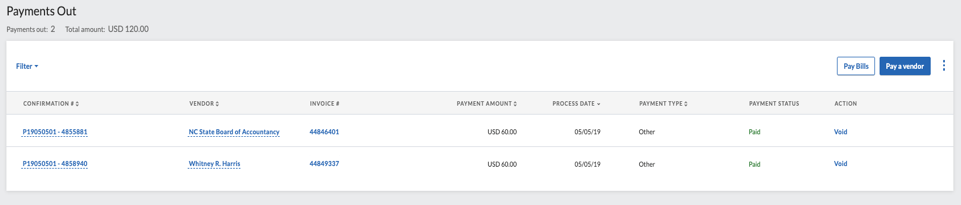 Payments Out
Payments out: 2 Total amount: USD 120.00
Filter Pay Bills Pay a vendor
CONFIRMATION # VENDOR INVOICE # PAYMENT AMOUNT PROCESS DATE PAYMENT TYPE PAYMENT STATUS ACTION
P19050501 - 4855881 NC State Board of Accountancy 44846401 USD 60.00 05/05/19 Other Paid Void
P19050501 - 4858940 Whitney R. Harris 44849337 USD 60.00 05/05/19 Other Paid Void